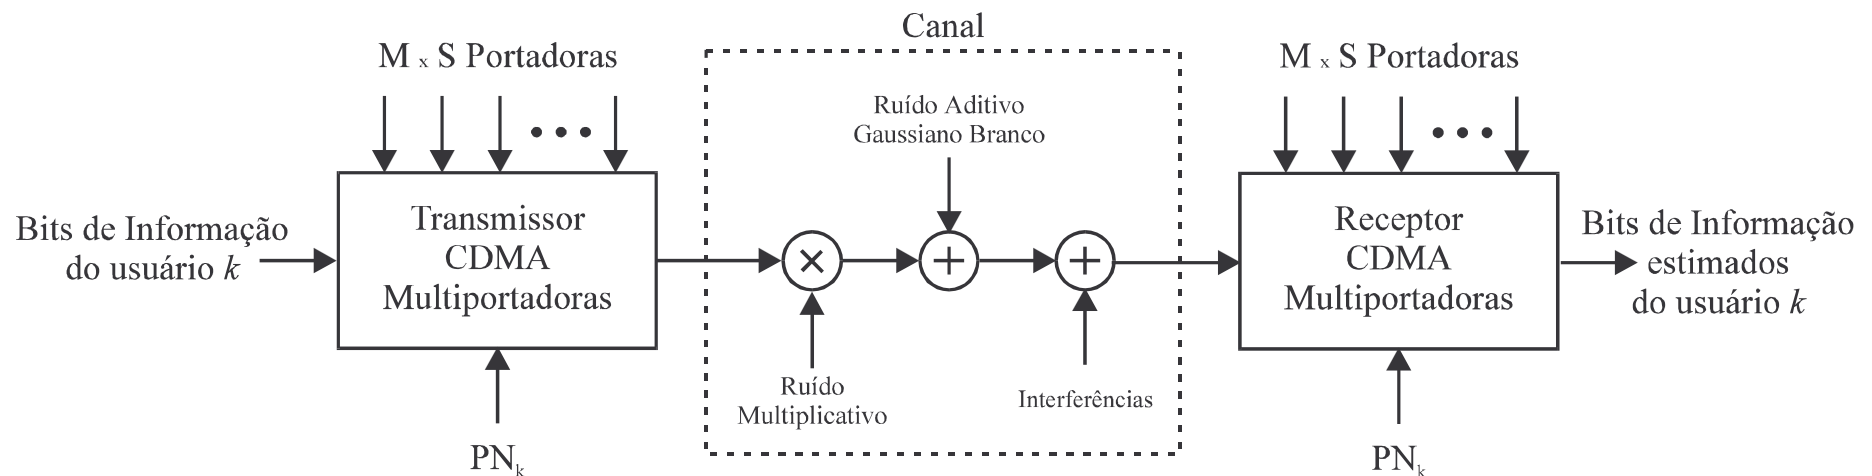 Canal
M x S Portadoras
M x S Portadoras
Ruído Aditivo
Gaussiano Branco
Bits de Informação
do usuário k
Transmissor
CDMA
Multiportadoras
×
+
+
Receptor
CDMA
Multiportadoras
Bits de Informação
estimados
do usuário k
Ruído
Multiplicativo
Interferências
PNk
PNk